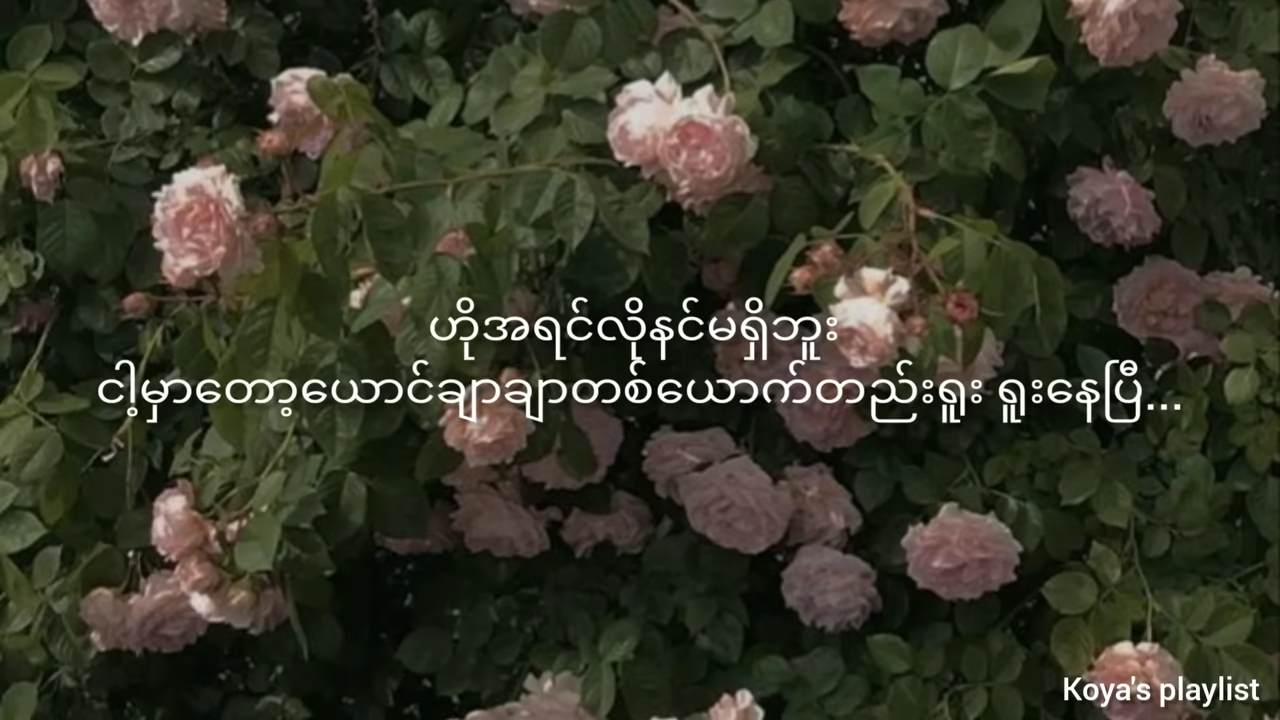 ဟိုအရင်လိုနင်မရှိဘူး
ငါ့မှာတော့ယောင်ချာချာတစ်ယောက်တည်းရူး ရူးနေပြီ...
Koya's playlist